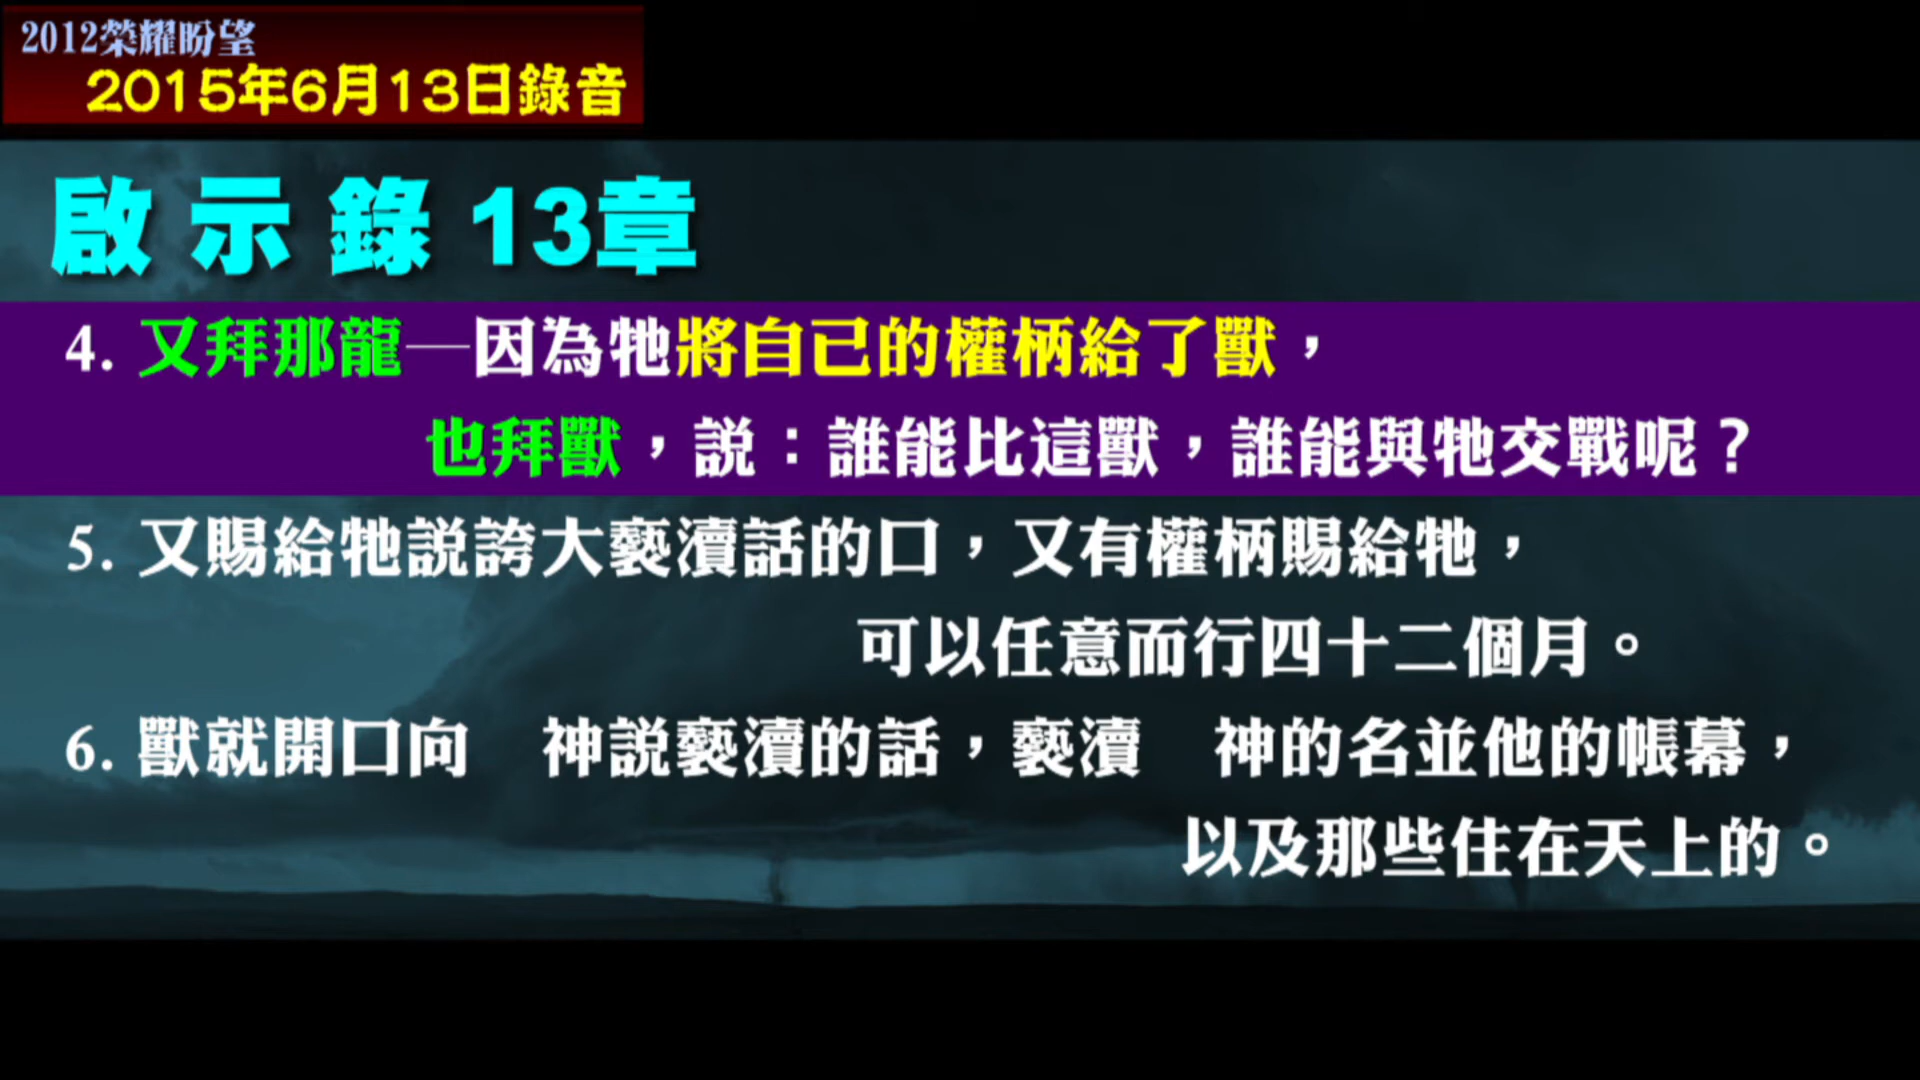 2012榮耀盼望
2015年6月13日錄音
啟示錄 13章
4. 又拜那龍─因為牠將自己的權柄給了獸，
也拜獸，說：誰能比這獸，誰能與牠交戰呢？
5. 又賜給牠說誇大褻瀆話的口，又有權柄賜給牠，
可以任意而行四十二個月。
6. 獸就開口向　神說褻瀆的話，褻瀆　神的名並他的帳幕，
以及那些住在天上的。